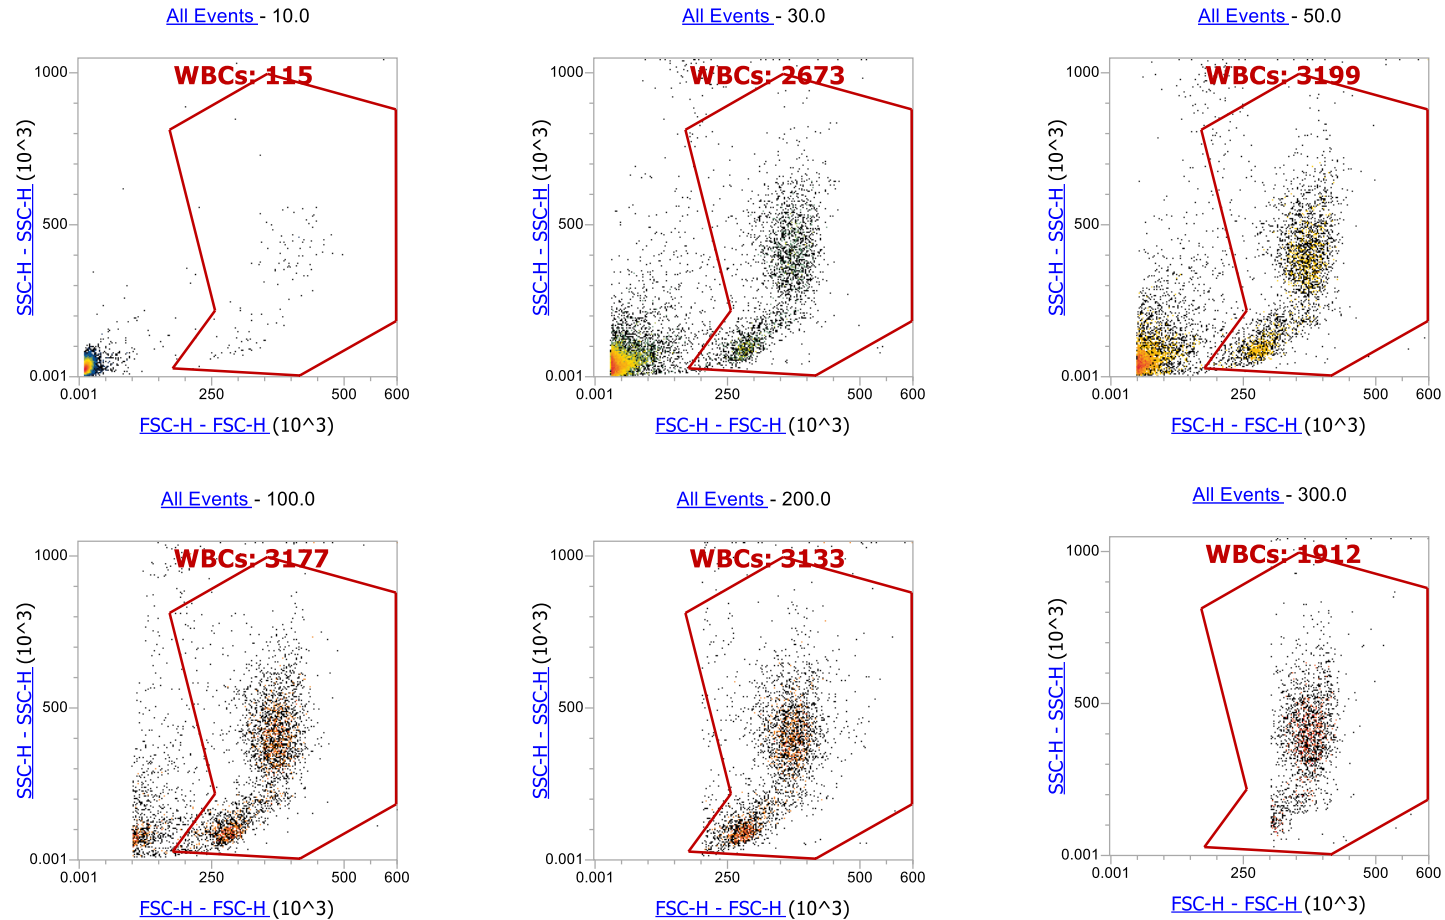 All Events - 10.0
WBCs: 115
1000
500
0.001
0.001
250
500
600
SSC-H - SSC-H (10^3)
FSC-H - FSC-H (10^3)
All Events - 30.0
WBCs: 2673
1000
500
0.001
0.001
250
500
600
SSC-H - SSC-H (10^3)
FSC-H - FSC-H (10^3)
All Events - 50.0
WBCs: 3199
1000
500
0.001
0.001
250
500
600
SSC-H - SSC-H (10^3)
FSC-H - FSC-H (10^3)
All Events - 100.0
WBCs: 3177
1000
500
0.001
0.001
250
500
600
SSC-H - SSC-H (10^3)
FSC-H - FSC-H (10^3)
All Events - 200.0
WBCs: 3133
1000
500
0.001
0.001
250
500
600
SSC-H - SSC-H (10^3)
FSC-H - FSC-H (10^3)
All Events - 300.0
WBCs: 1912
1000
500
0.001
0.001
250
500
600
SSC-H - SSC-H (10^3)
FSC-H - FSC-H (10^3)